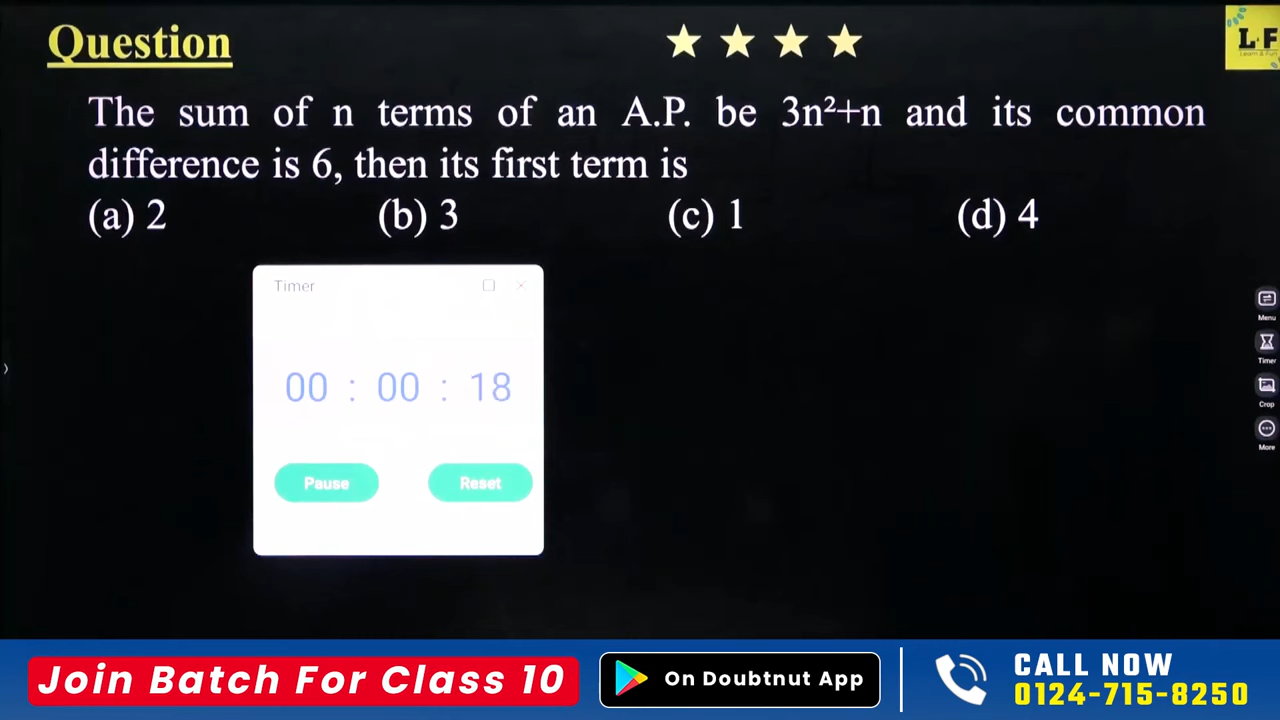 Question
L F
The sum of n terms of an A.P. be 3n²+n and its common
difference is 6, then its first term is
(a) 2 (b) 3 (c) 1 (d) 4
Timer
00 : 00 : 18
Pause Reset
Menu
Timer
Crop
More
Join Batch For Class 10
On Doubtnut App
CALL NOW
0124-715-8250